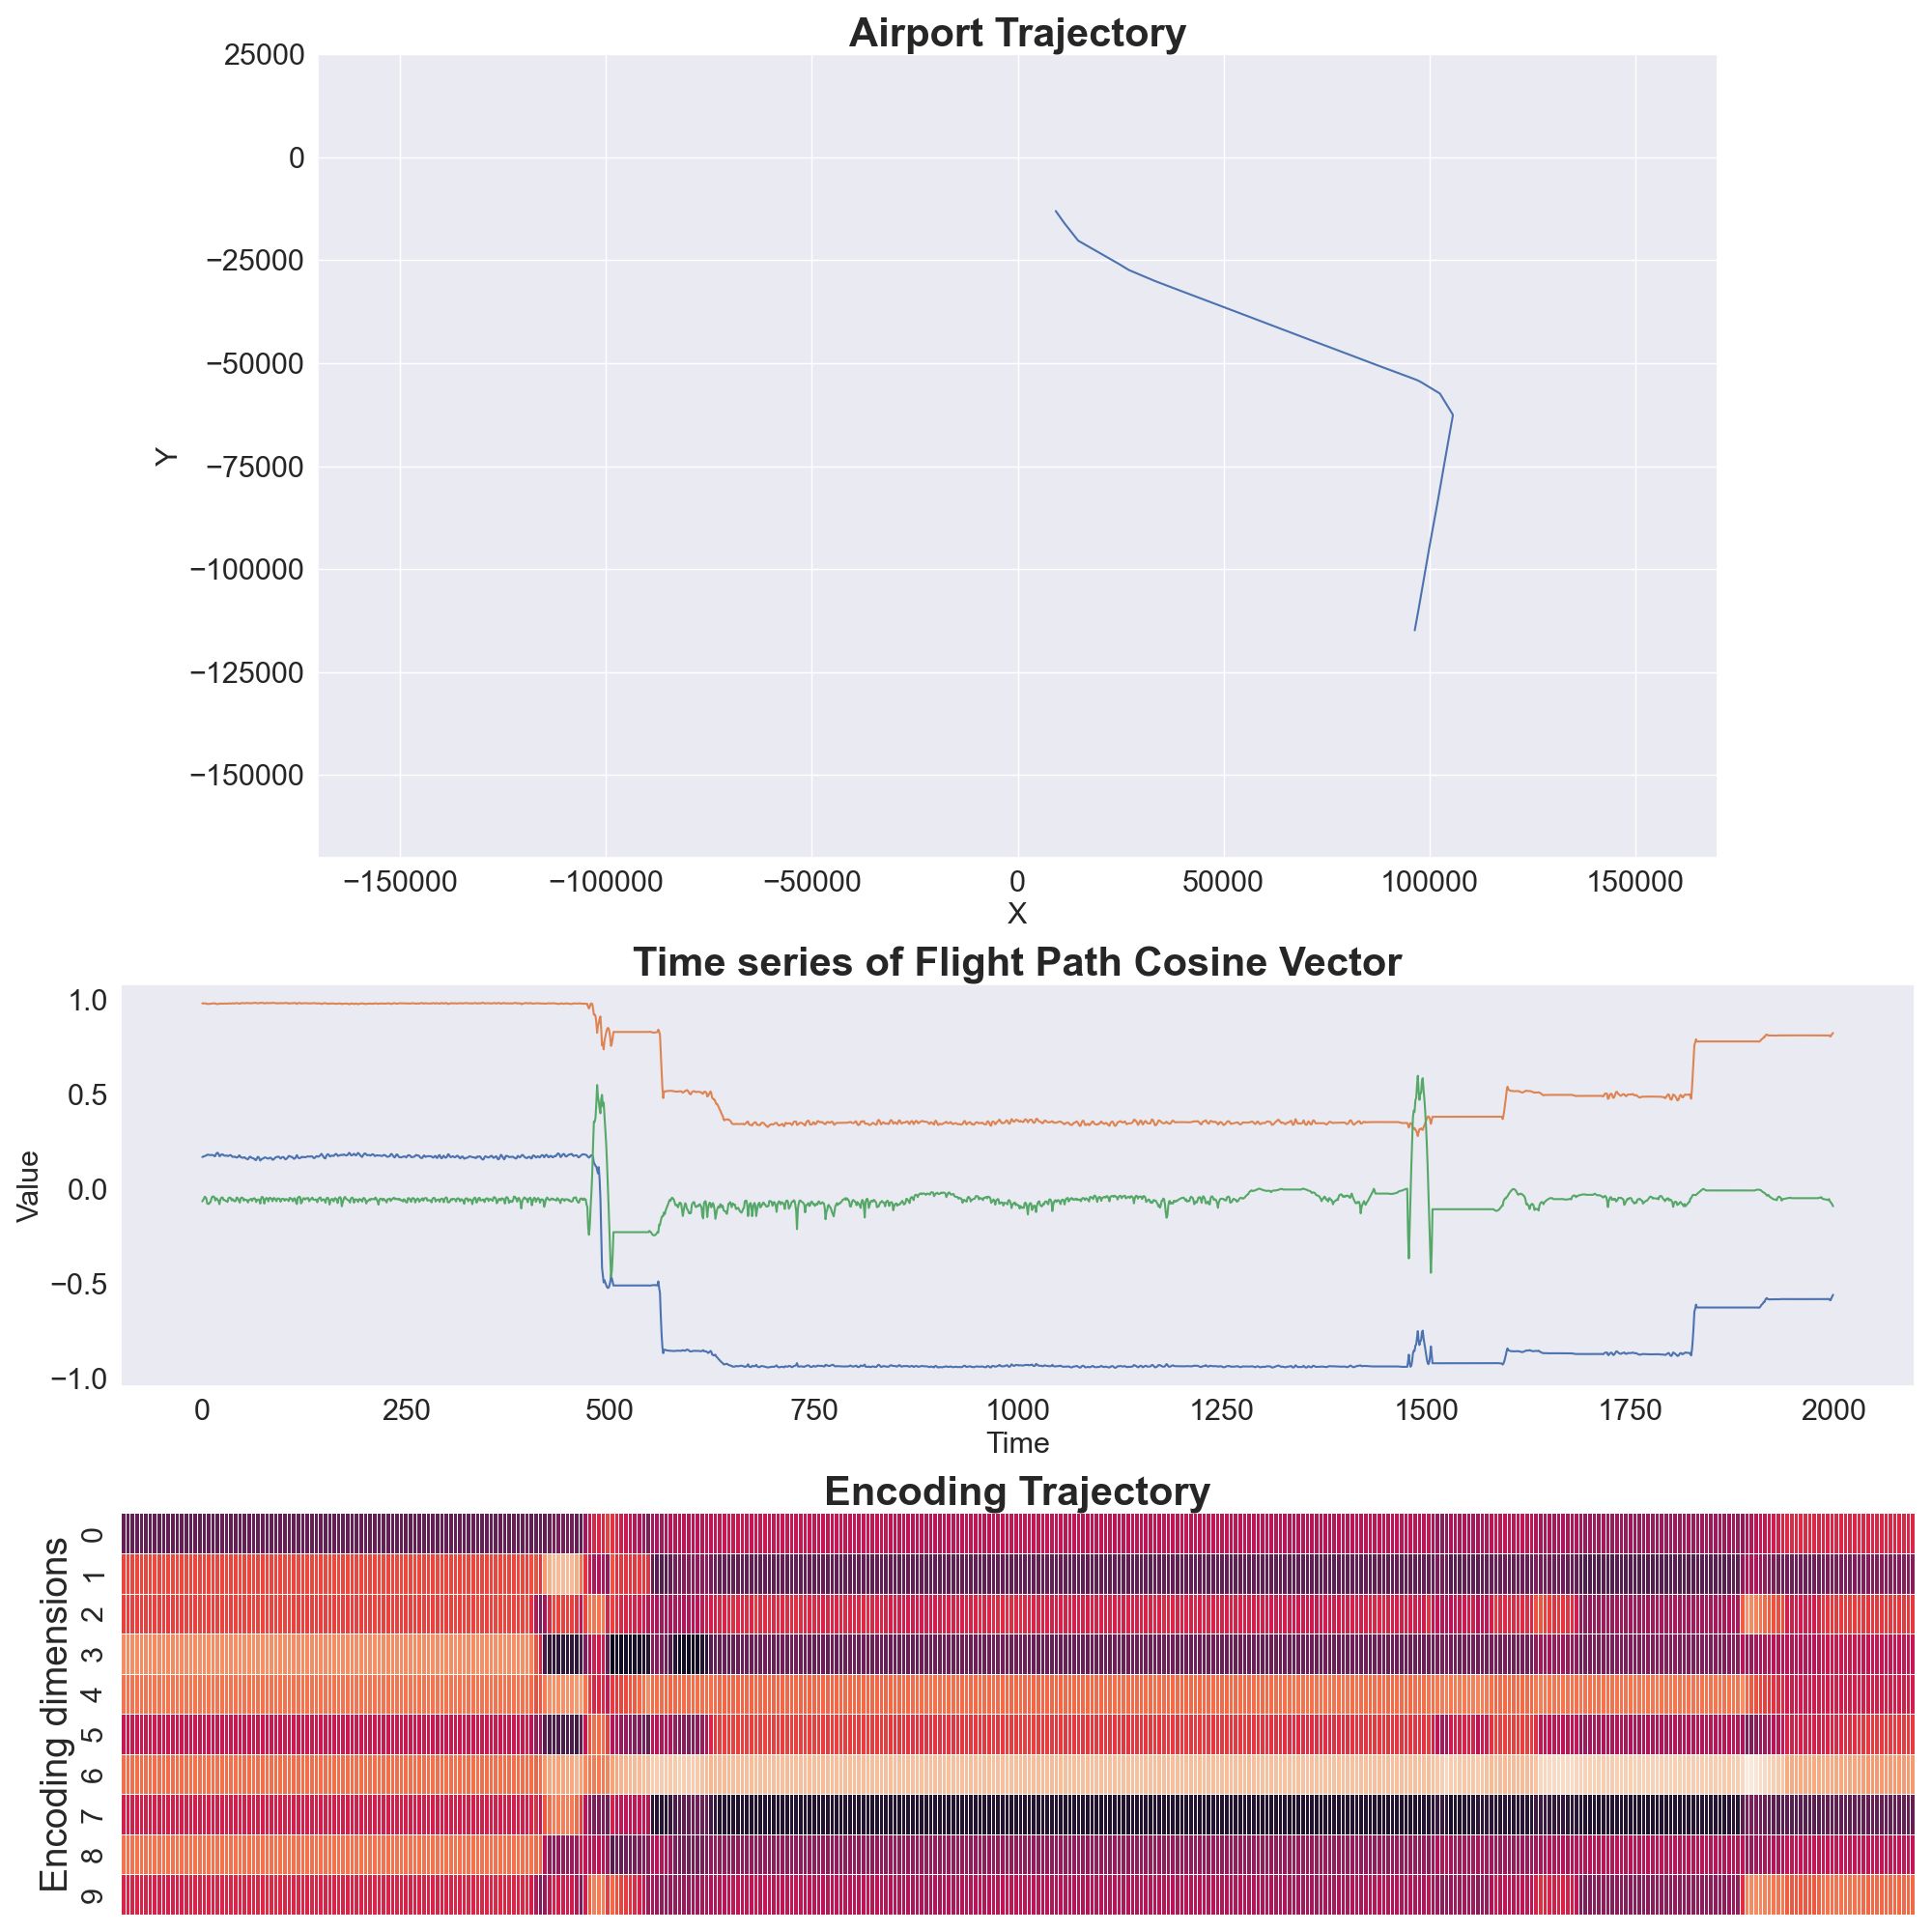 Airport Trajectory
25000
0
−25000
−50000
−75000
−100000
−125000
−150000
Y
−150000 −100000 −50000 0 50000 100000 150000
X
Time series of Flight Path Cosine Vector
1.0
0.5
0.0
−0.5
−1.0
Value
0 250 500 750 1000 1250 1500 1750 2000
Time
Encoding Trajectory
Encoding dimensions
0
1
2
3
4
5
6
7
8
9